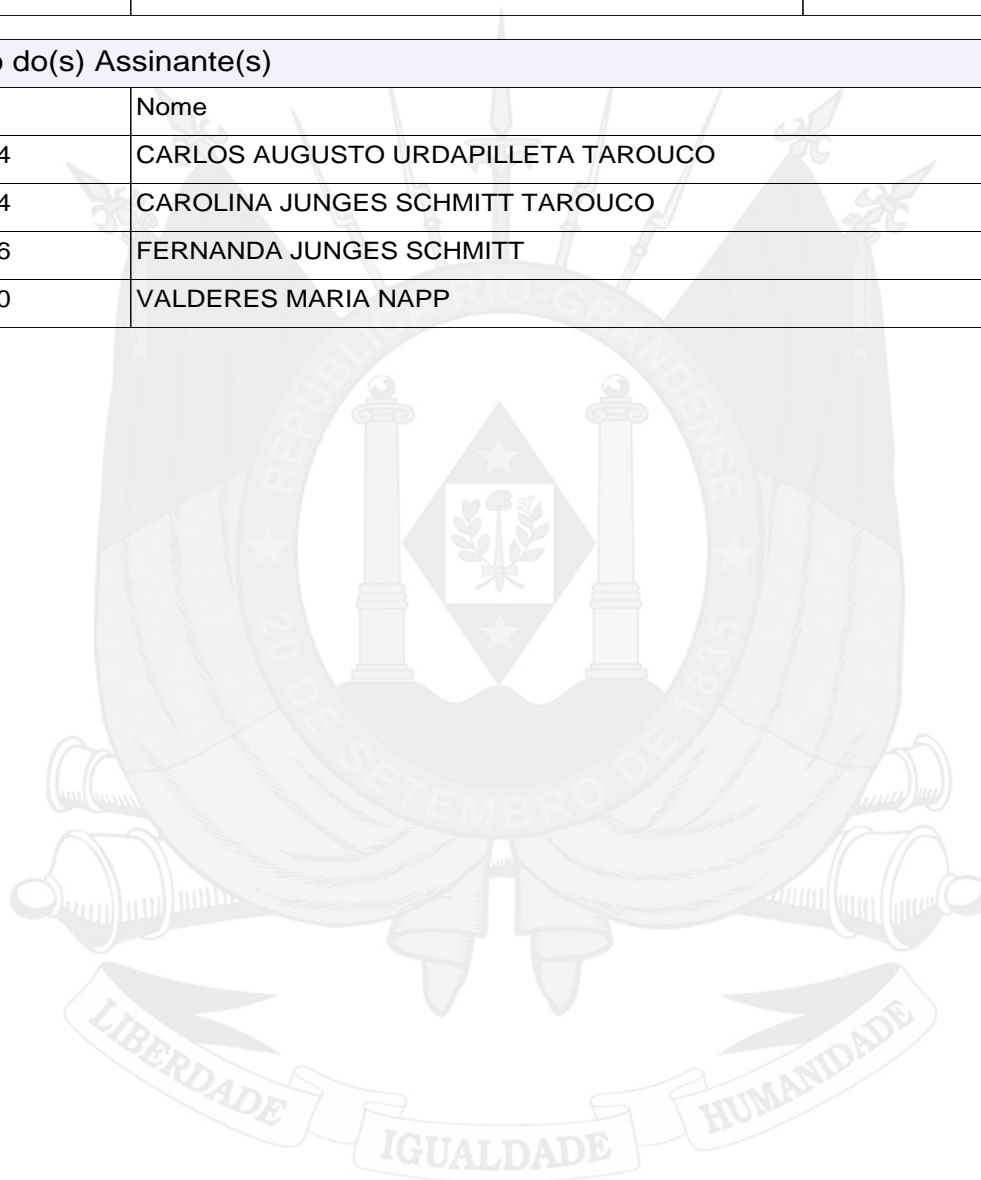 o do(s) Assinante(s)
Nome
4 CARLOS AUGUSTO URDAPILLETA TAROUCO
4 CAROLINA JUNGES SCHMITT TAROUCO
6 FERNANDA JUNGES SCHMITT
0 VALDERES MARIA NAPP
REPÚBLICA RIO-GRANDENSE
20 DE SETEMBRO DE 1835
LIBERDADE IGUALDADE HUMANIDADE